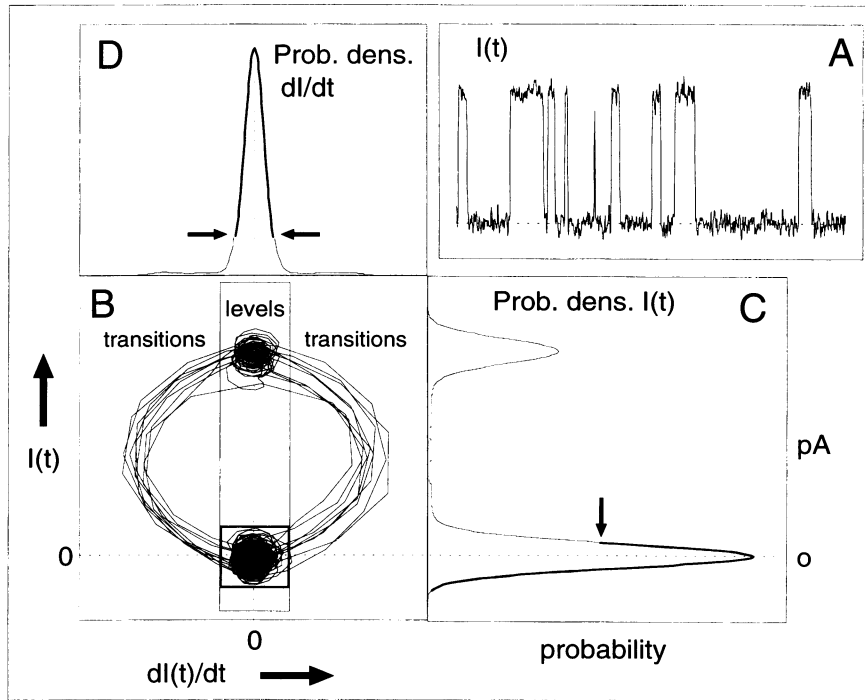 D
Prob. dens.
dI/dt
I(t)
A
B
levels
transitions
transitions
I(t)
0
0
dI(t)/dt
Prob. dens. I(t)
C
pA
o
probability